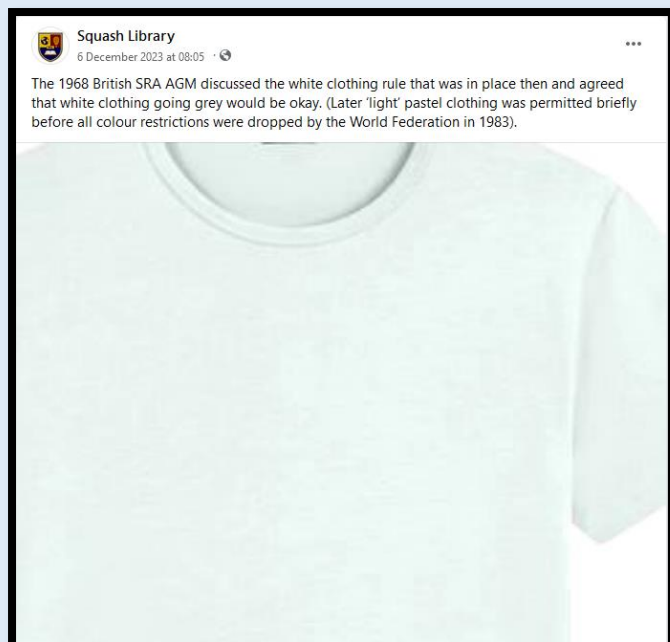 Squash Library
6 December 2023 at 08:05 ·
The 1968 British SRA AGM discussed the white clothing rule that was in place then and agreed
that white clothing going grey would be okay. (Later ‘light’ pastel clothing was permitted briefly
before all colour restrictions were dropped by the World Federation in 1983).